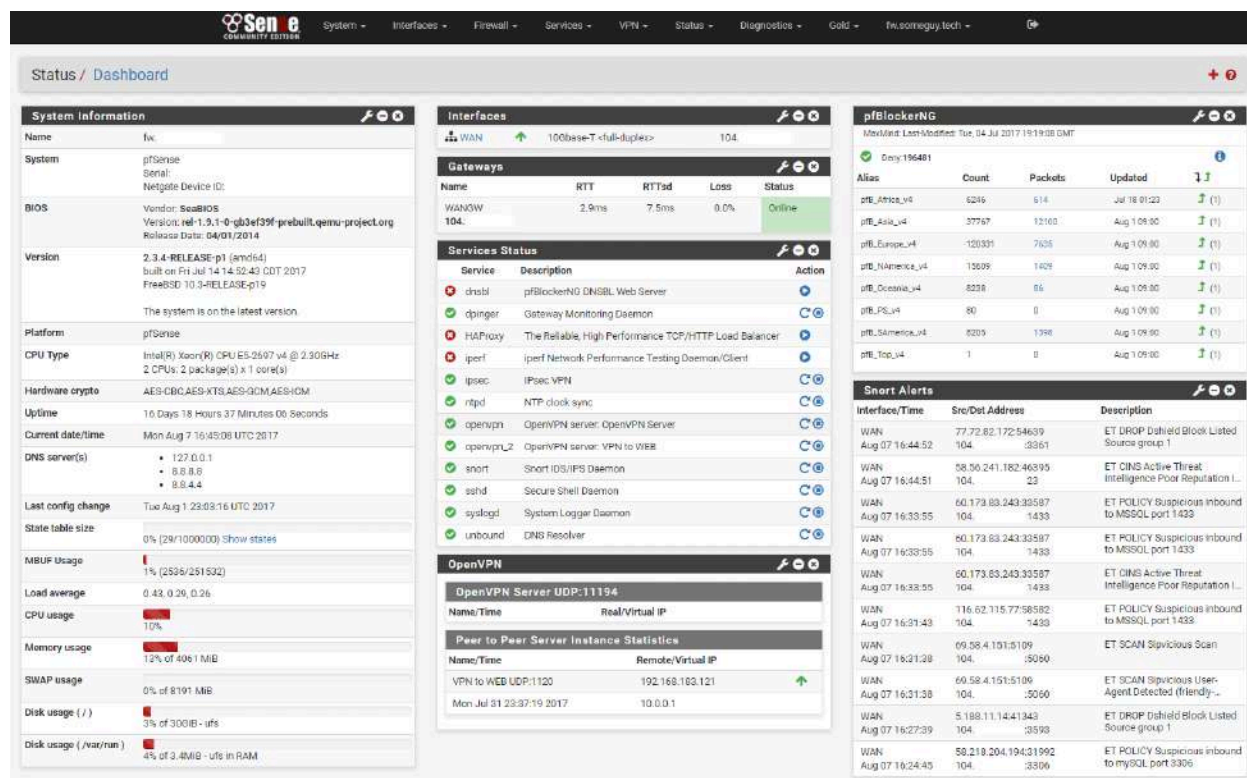 Sense
COMMUNITY EDITION
System Interfaces Firewall Services VPN Status Diagnostics Gold fw.someguy.tech
Status / Dashboard
System Information
Name fw.
System pfSense
Serial:
Netgate Device ID:
BIOS Vendor: SeaBIOS
Version: rel-1.9.1-0-gb3ef39f-prebuilt.qemu-project.org
Release Date: 04/01/2014
Version 2.3.4-RELEASE-p1 (amd64)
built on Fri Jul 14 14:52:43 CDT 2017
FreeBSD 10.3-RELEASE-p19
The system is on the latest version.
Platform pfSense
CPU Type Intel(R) Xeon(R) CPU E5-2697 v4 @ 2.30GHz
2 CPUs: 2 package(s) x 1 core(s)
Hardware crypto AES-CBC,AES-XTS,AES-GCM,AES-ICM
Uptime 16 Days 18 Hours 37 Minutes 06 Seconds
Current date/time Mon Aug 7 16:45:08 UTC 2017
DNS server(s)
127.0.0.1
8.8.8.8
8.8.4.4
Last config change Tue Aug 1 23:03:16 UTC 2017
State table size
0% (29/1000000) Show states
MBUF Usage
1% (2536/251532)
Load average 0.43, 0.29, 0.26
CPU usage
10%
Memory usage
13% of 4061 MiB
SWAP usage
0% of 8191 MiB
Disk usage ( / )
3% of 30GiB - ufs
Disk usage ( /var/run )
4% of 3.4MiB - ufs in RAM
Interfaces
WAN 10Gbase-T <full-duplex> 104.
Gateways
Name RTT RTTsd Loss Status
WANGW 2.9ms 7.5ms 0.0% Online
104.
Services Status
Service Description Action
dnsbl pfBlockerNG DNSBL Web Server
dpinger Gateway Monitoring Daemon
HAProxy The Reliable, High Performance TCP/HTTP Load Balancer
iperf iperf Network Performance Testing Daemon/Client
ipsec IPsec VPN
ntpd NTP clock sync
openvpn OpenVPN server: OpenVPN Server
openvpn_2 OpenVPN server: VPN to WEB
snort Snort IDS/IPS Daemon
sshd Secure Shell Daemon
syslogd System Logger Daemon
unbound DNS Resolver
OpenVPN
OpenVPN Server UDP:11194
Name/Time Real/Virtual IP
Peer to Peer Server Instance Statistics
Name/Time Remote/Virtual IP
VPN to WEB UDP:1120 192.168.183.121
Mon Jul 31 23:37:19 2017 10.0.0.1
pfBlockerNG
MaxMind: Last-Modified: Tue, 04 Jul 2017 19:19:08 GMT
Deny:196481
Alias Count Packets Updated
pfB_Africa_v4 6246 614 Jul 18 01:23 (1)
pfB_Asia_v4 37767 12100 Aug 1 09:00 (1)
pfB_Europe_v4 120331 7635 Aug 1 09:00 (1)
pfB_NAmerica_v4 15609 1409 Aug 1 09:00 (1)
pfB_Oceania_v4 8238 86 Aug 1 09:00 (1)
pfB_PS_v4 80 0 Aug 1 09:00 (1)
pfB_SAmerica_v4 8205 1398 Aug 1 09:00 (1)
pfB_Top_v4 1 0 Aug 1 09:00 (1)
Snort Alerts
Interface/Time Src/Dst Address Description
WAN 77.72.82.172:54639 ET DROP Dshield Block Listed
Aug 07 16:44:52 104. :3361 Source group 1
WAN 58.56.241.182:46395 ET CINS Active Threat
Aug 07 16:44:51 104. 23 Intelligence Poor Reputation I...
WAN 60.173.83.243:33587 ET POLICY Suspicious inbound
Aug 07 16:33:55 104. 1433 to MSSQL port 1433
WAN 60.173.83.243:33587 ET POLICY Suspicious inbound
Aug 07 16:33:55 104. 1433 to MSSQL port 1433
WAN 60.173.83.243:33587 ET CINS Active Threat
Aug 07 16:33:55 104. 1433 Intelligence Poor Reputation I...
WAN 116.62.115.77:58582 ET POLICY Suspicious inbound
Aug 07 16:31:43 104. 1433 to MSSQL port 1433
WAN 69.58.4.151:5109 ET SCAN Sipvicious Scan
Aug 07 16:31:38 104. :5060
WAN 69.58.4.151:5109 ET SCAN Sipvicious User-
Aug 07 16:31:38 104. :5060 Agent Detected (friendly-...
WAN 5.188.11.14:41343 ET DROP Dshield Block Listed
Aug 07 16:27:39 104. :3593 Source group 1
WAN 58.218.204.194:31992 ET POLICY Suspicious inbound
Aug 07 16:24:45 104. :3306 to mySQL port 3306